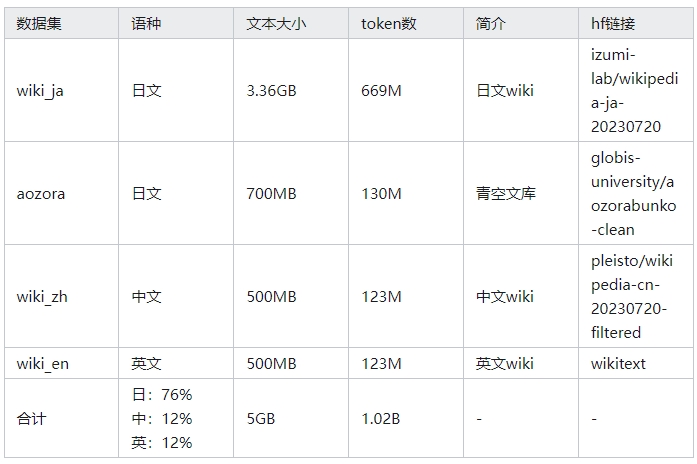 数据集 语种 文本大小 token数 简介 hf链接
wiki_ja 日文 3.36GB 669M 日文wiki izumi-
lab/wikipedi
a-ja-
20230720
aozora 日文 700MB 130M 青空文库 globis-
university/a
ozorabunko
-clean
wiki_zh 中文 500MB 123M 中文wiki pleisto/wiki
pedia-cn-
20230720-
filtered
wiki_en 英文 500MB 123M 英文wiki wikitext
合计 日：76% 5GB 1.02B - -
中：12%
英：12%